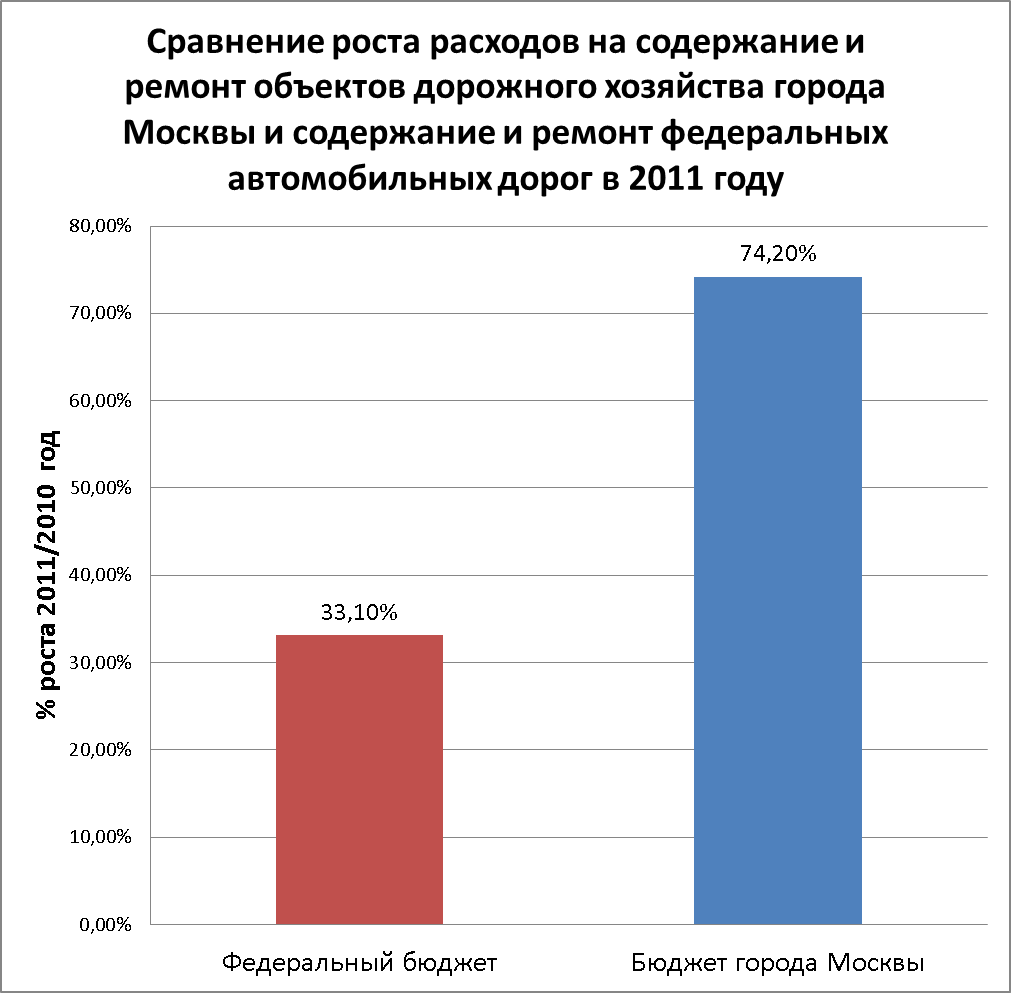 Сравнение роста расходов на содержание и
ремонт объектов дорожного хозяйства города
Москвы и содержание и ремонт федеральных
автомобильных дорог в 2011 году
% роста 2011/2010 год
80,00%
70,00%
60,00%
50,00%
40,00%
30,00%
20,00%
10,00%
0,00%
33,10%
74,20%
Федеральный бюджет
Бюджет города Москвы